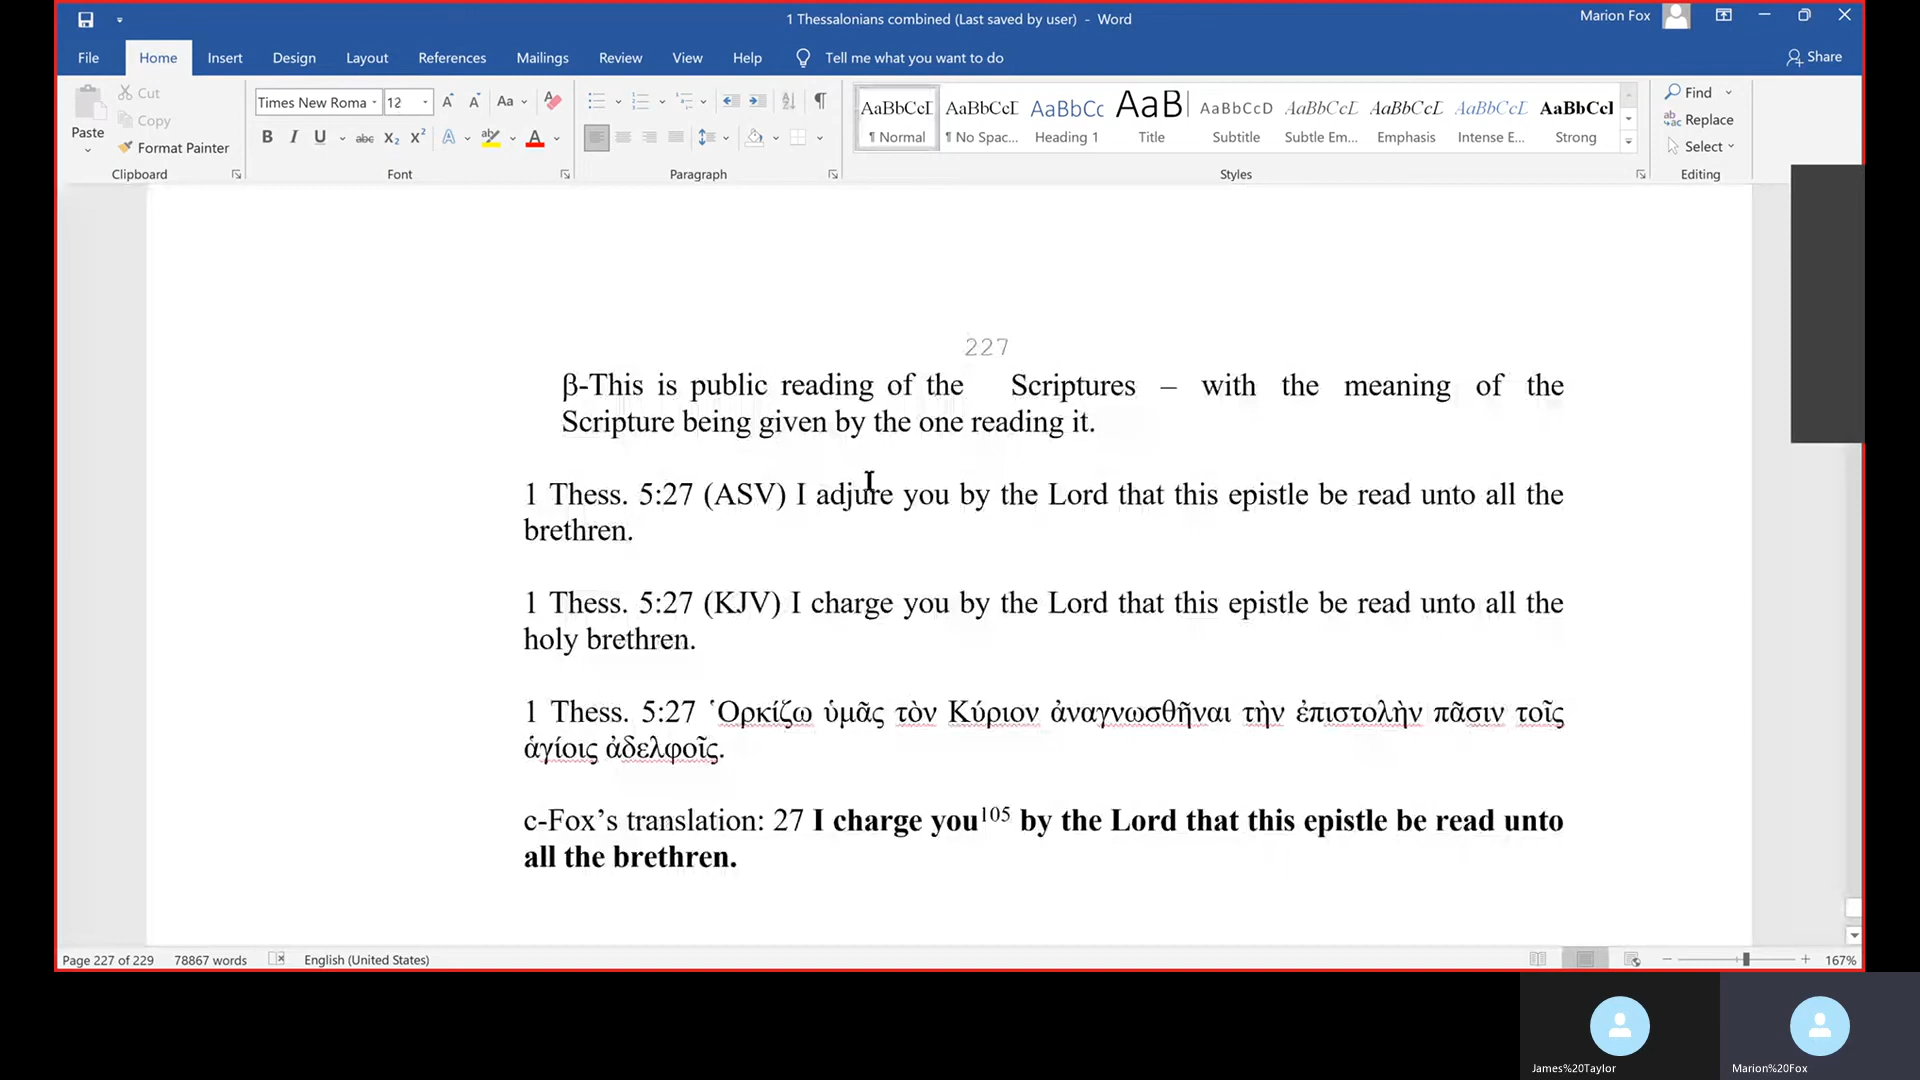 1 Thessalonians combined (Last saved by user) - Word
Marion Fox
File Home Insert Design Layout References Mailings Review View Help Tell me what you want to do
Share
Paste
Cut
Copy
Format Painter
Clipboard
Times New Roma 12
Font
Paragraph
AaBbCcI AaBbCcI AaBbCc AaB AaBbCcD AaBbCcL AaBbCcL AaBbCcL AaBbCcl
¶ Normal ¶ No Spac... Heading 1 Title Subtitle Subtle Em... Emphasis Intense E... Strong
Styles
Find
Replace
Select
Editing
227
β-This is public reading of the Scriptures – with the meaning of the
Scripture being given by the one reading it.
1 Thess. 5:27 (ASV) I adjure you by the Lord that this epistle be read unto all the
brethren.
1 Thess. 5:27 (KJV) I charge you by the Lord that this epistle be read unto all the
holy brethren.
1 Thess. 5:27 Ὁρκίζω ὑμᾶς τὸν Κύριον ἀναγνωσθῆναι τὴν ἐπιστολὴν πᾶσιν τοῖς
ἁγίοις ἀδελφοῖς.
c-Fox’s translation: 27 I charge you105 by the Lord that this epistle be read unto
all the brethren.
Page 227 of 229 78867 words English (United States) 167%
James%20Taylor
Marion%20Fox